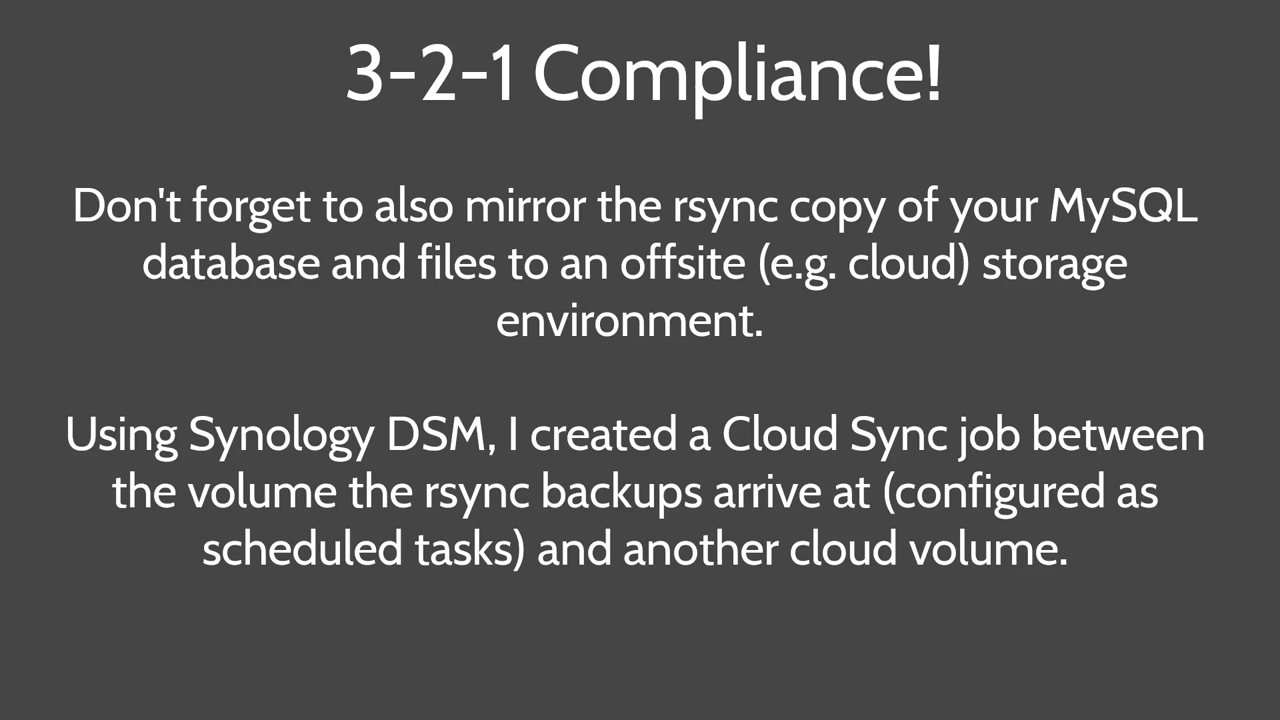 3-2-1 Compliance!
Don't forget to also mirror the rsync copy of your MySQL
database and files to an offsite (e.g. cloud) storage
environment.
Using Synology DSM, I created a Cloud Sync job between
the volume the rsync backups arrive at (configured as
scheduled tasks) and another cloud volume.